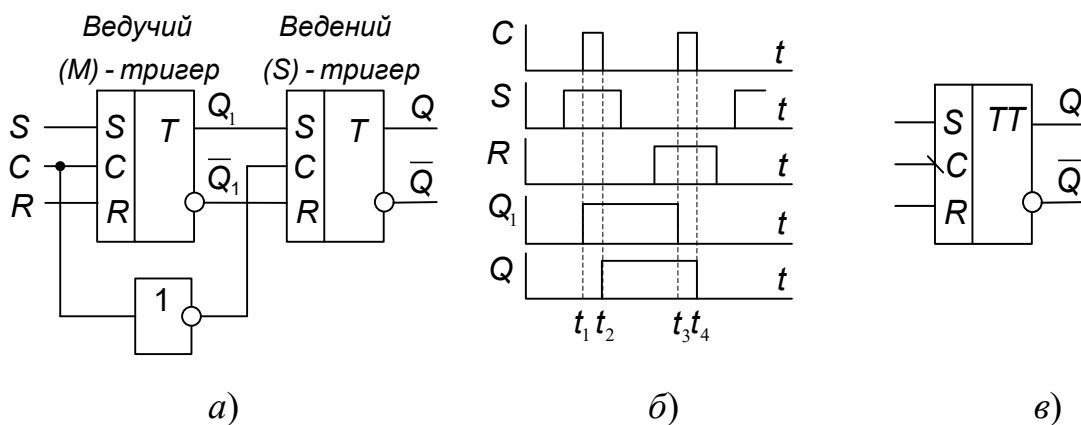 Ведучий
(M) - тригер
Ведений
(S) - тригер
S
C
R
S
C
R
T
Q₁
Q̅₁
S
C
R
T
Q
Q̅
1
а)
C
t
S
t
R
t
Q₁
t
Q
t
t₁ t₂ t₃ t₄
б)
S
C
R
TT
Q
Q̅
в)